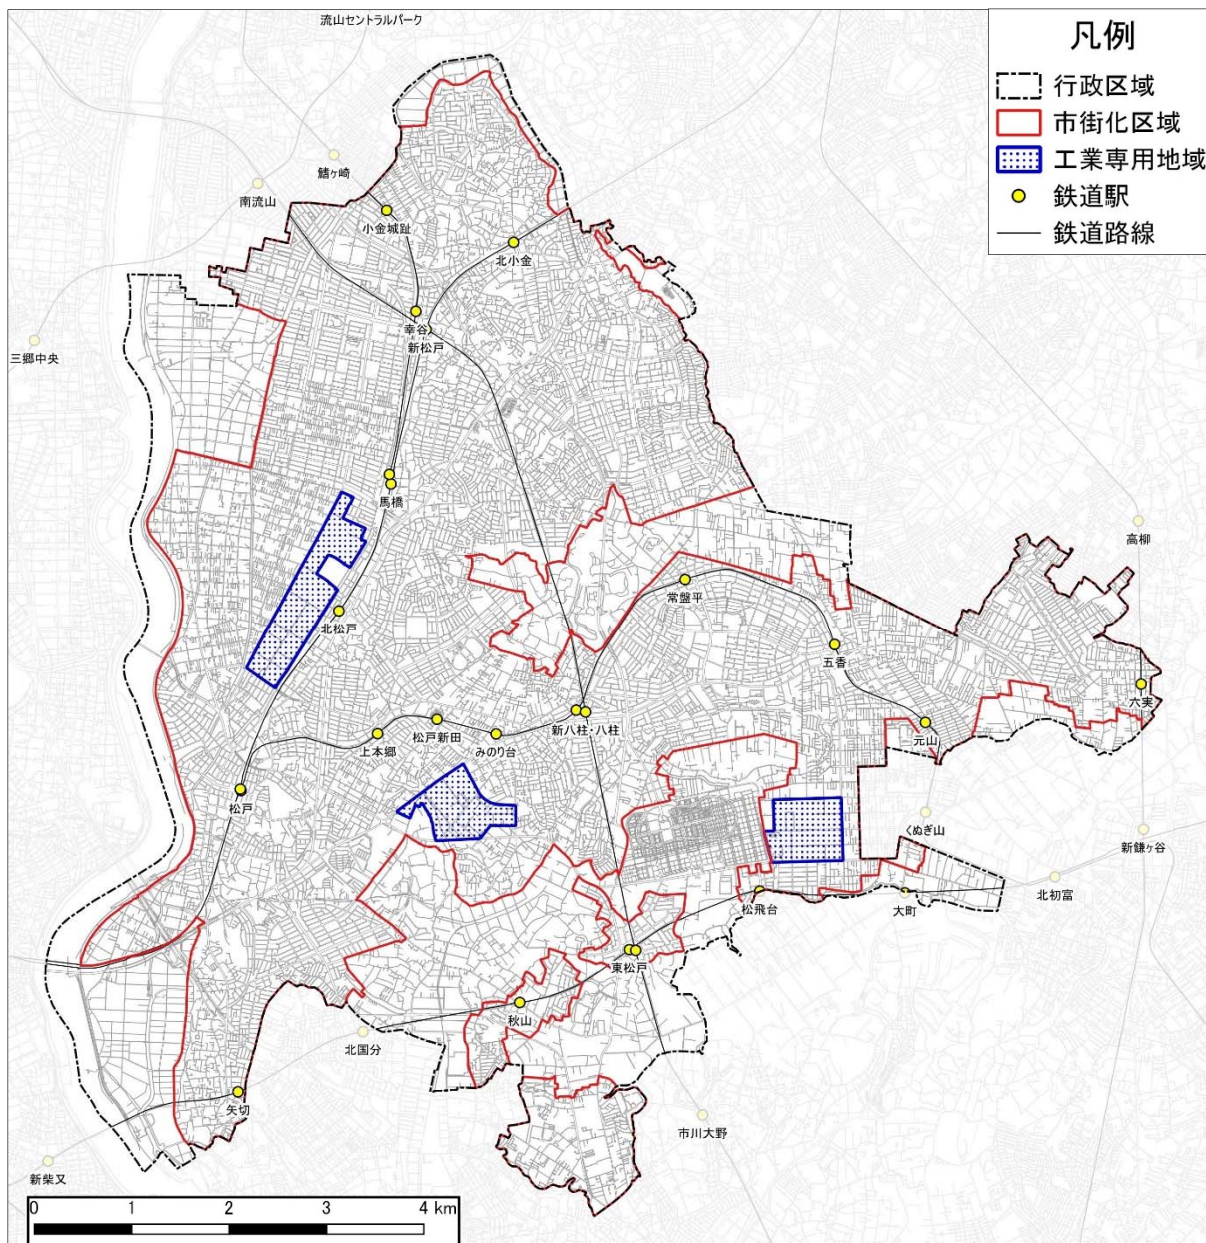 流山セントラルパーク
凡例
行政区域
市街化区域
工業専用地域
鉄道駅
鉄道路線
鰭ヶ崎
南流山
小金城趾
北小金
幸谷
新松戸
三郷中央
馬橋
高柳
常盤平
北松戸
五香
六実
新八柱・八柱
松戸新田
みのり台
上本郷
元山
松戸
くぬぎ山
新鎌ヶ谷
北初富
松飛台
大町
東松戸
秋山
北国分
矢切
市川大野
新柴又
0 1 2 3 4 km